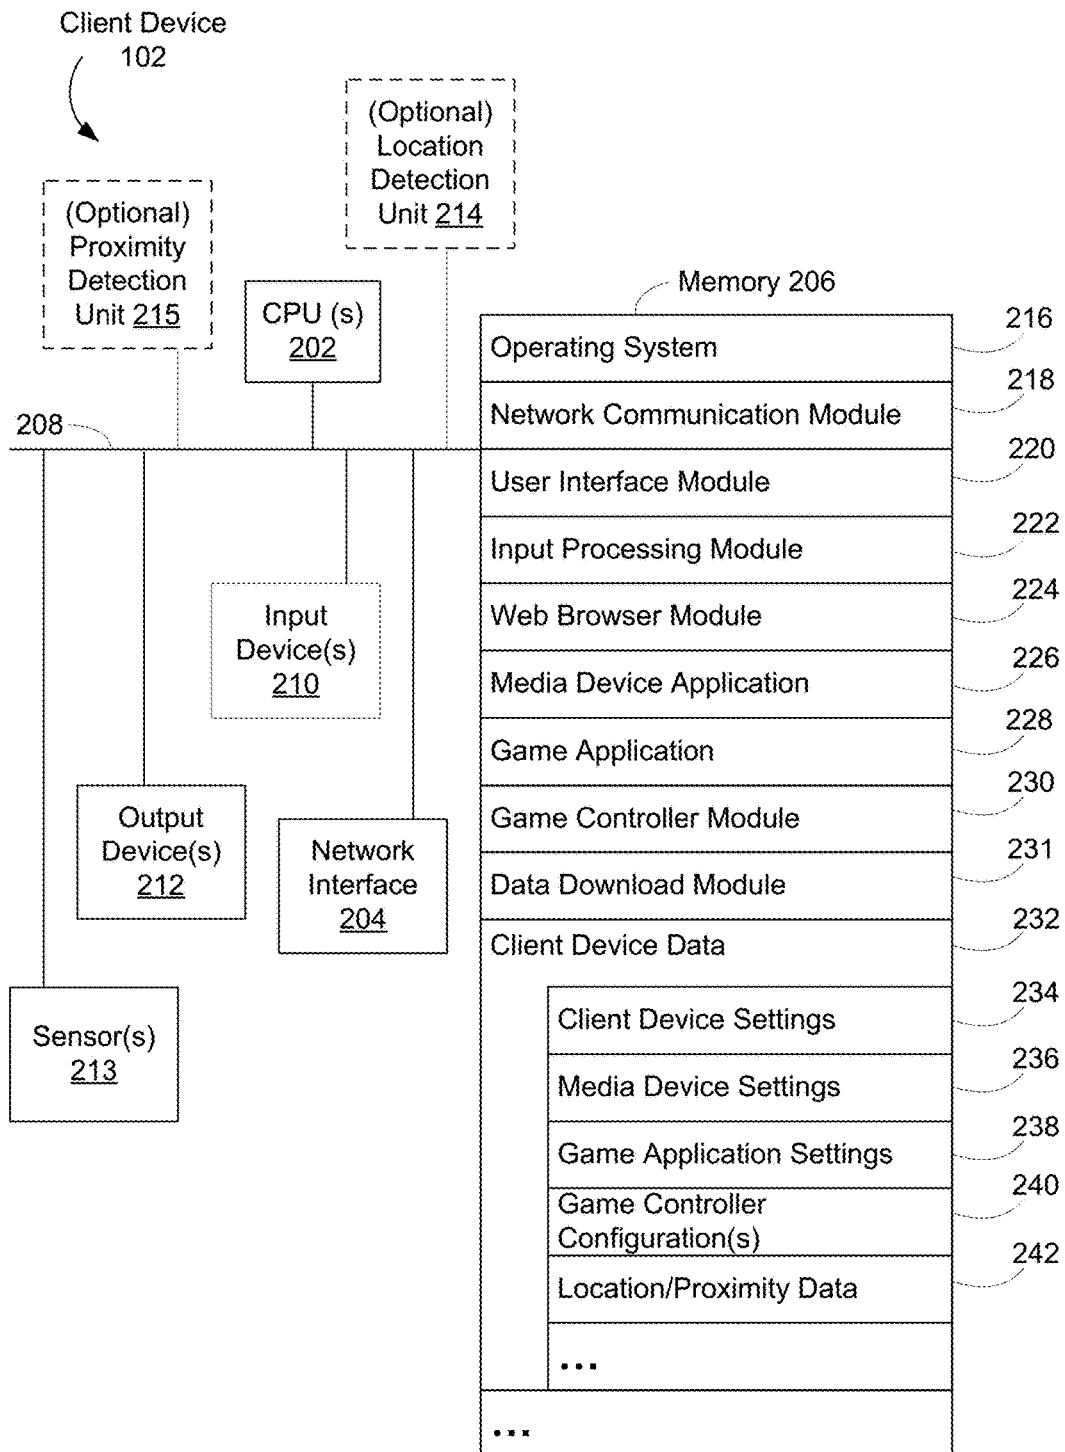 Client Device
102
(Optional)
Location
Detection
Unit 214
(Optional)
Proximity
Detection
Unit 215
CPU (s)
202
208
Input
Device(s)
210
Output
Device(s)
212
Network
Interface
204
Sensor(s)
213
Memory 206
Operating System
216
Network Communication Module
218
User Interface Module
220
Input Processing Module
222
Web Browser Module
224
Media Device Application
226
Game Application
228
Game Controller Module
230
Data Download Module
231
Client Device Data
232
Client Device Settings
234
Media Device Settings
236
Game Application Settings
238
Game Controller
Configuration(s)
240
Location/Proximity Data
242
...
...